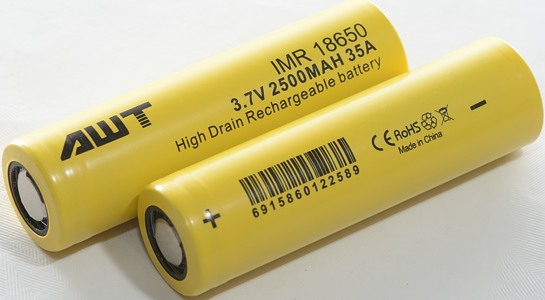 AWT
IMR 18650
3.7V 2500MAH 35A
High Drain Rechargeable battery
+
6915860122589
CE RoHS
Made in China
-